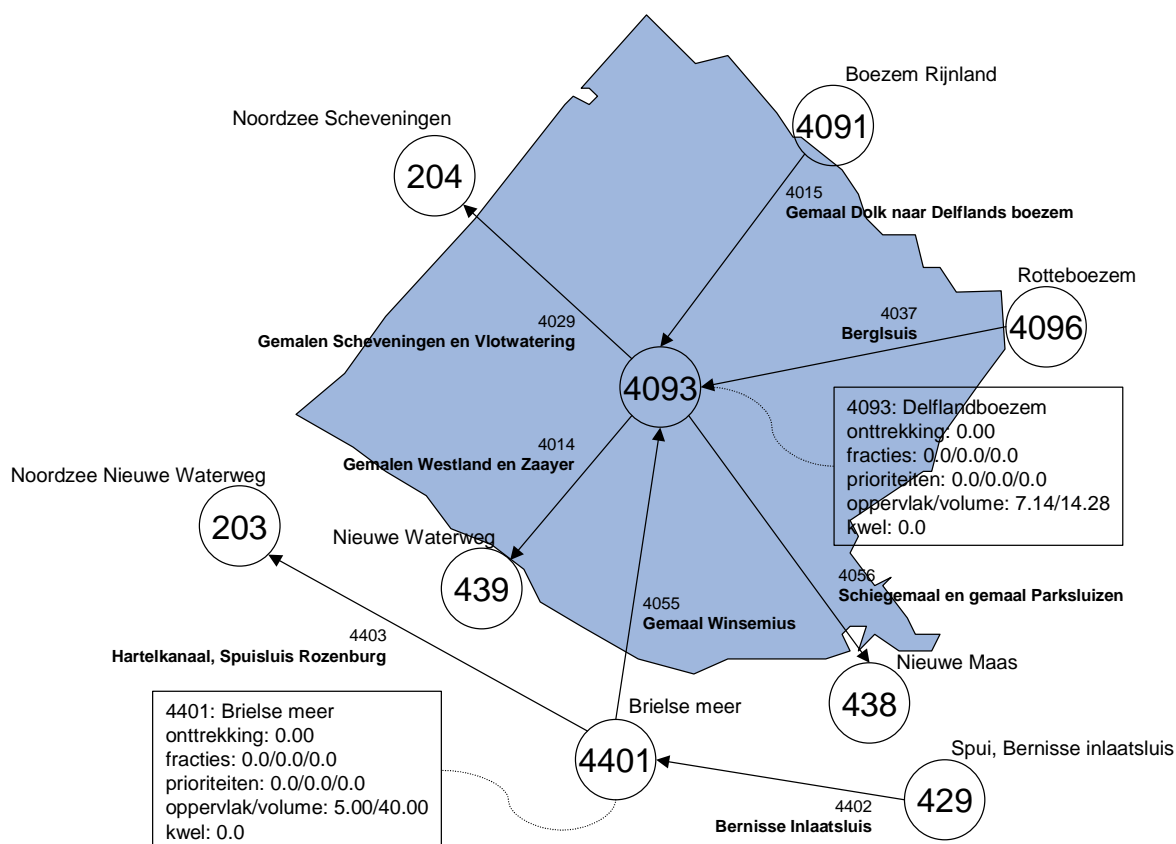 Boezem Rijnland
4091
Noordzee Scheveningen
204
4015
Gemaal Dolk naar Delflands boezem
Rotteboezem
4096
4037
Berglsuis
4029
Gemalen Scheveningen en Vlotwatering
4093
4093: Delflandboezem
onttrekking: 0.00
fracties: 0.0/0.0/0.0
prioriteiten: 0.0/0.0/0.0
oppervlak/volume: 7.14/14.28
kwel: 0.0
4014
Gemalen Westland en Zaayer
Noordzee Nieuwe Waterweg
203
Nieuwe Waterweg
439
4056
Schiegemaal en gemaal Parksluizen
4055
Gemaal Winsemius
4403
Hartelkanaal, Spuisluis Rozenburg
Nieuwe Maas
438
Brielse meer
4401
4401: Brielse meer
onttrekking: 0.00
fracties: 0.0/0.0/0.0
prioriteiten: 0.0/0.0/0.0
oppervlak/volume: 5.00/40.00
kwel: 0.0
Spui, Bernisse inlaatsluis
429
4402
Bernisse Inlaatsluis